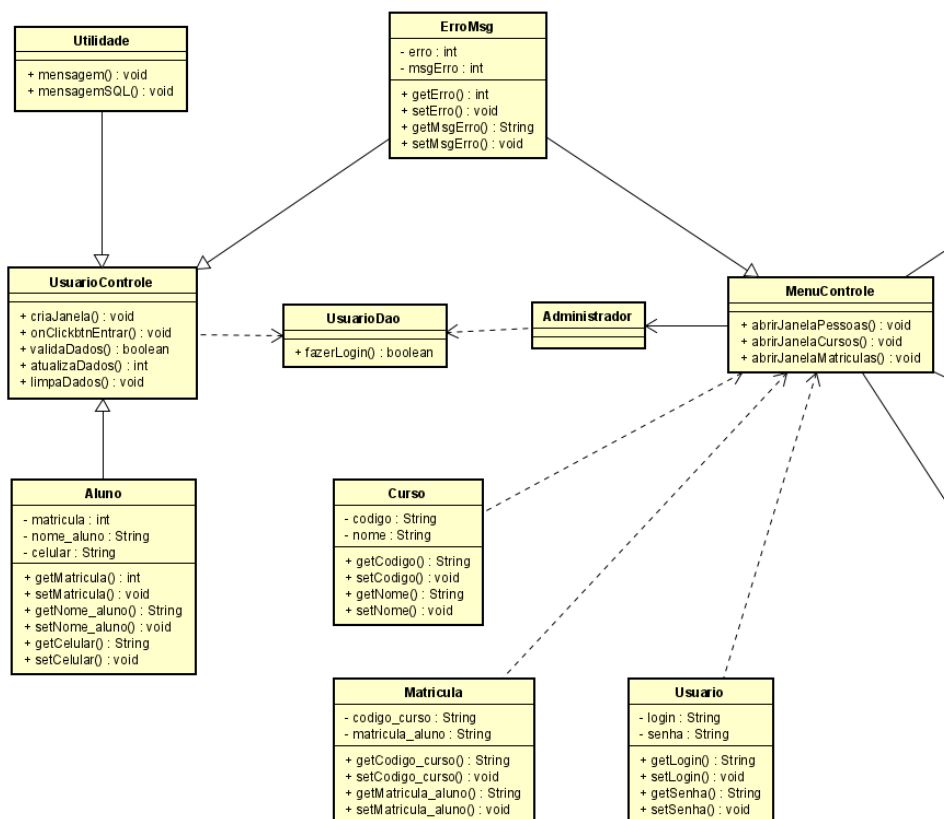 Utilidade
+ mensagem() : void
+ mensagemSQL() : void
ErroMsg
- erro : int
- msgErro : int
+ getErro() : int
+ setErro() : void
+ getMsgErro() : String
+ setMsgErro() : void
UsuarioControle
+ criaJanela() : void
+ onClickbtnEntrar() : void
+ validaDados() : boolean
+ atualizaDados() : int
+ limpaDados() : void
UsuarioDao
+ fazerLogin() : boolean
Administrador
MenuControle
+ abrirJanelaPessoas() : void
+ abrirJanelaCursos() : void
+ abrirJanelaMatriculas() : void
Aluno
- matricula : int
- nome_aluno : String
- celular : String
+ getMatricula() : int
+ setMatricula() : void
+ getNome_aluno() : String
+ setNome_aluno() : void
+ getCelular() : String
+ setCelular() : void
Curso
- codigo : String
- nome : String
+ getCodigo() : String
+ setCodigo() : void
+ getNome() : String
+ setNome() : void
Matricula
- codigo_curso : String
- matricula_aluno : String
+ getCodigo_curso() : String
+ setCodigo_curso() : void
+ getMatricula_aluno() : String
+ setMatricula_aluno() : void
Usuario
- login : String
- senha : String
+ getLogin() : String
+ setLogin() : void
+ getSenha() : String
+ setSenha() : void